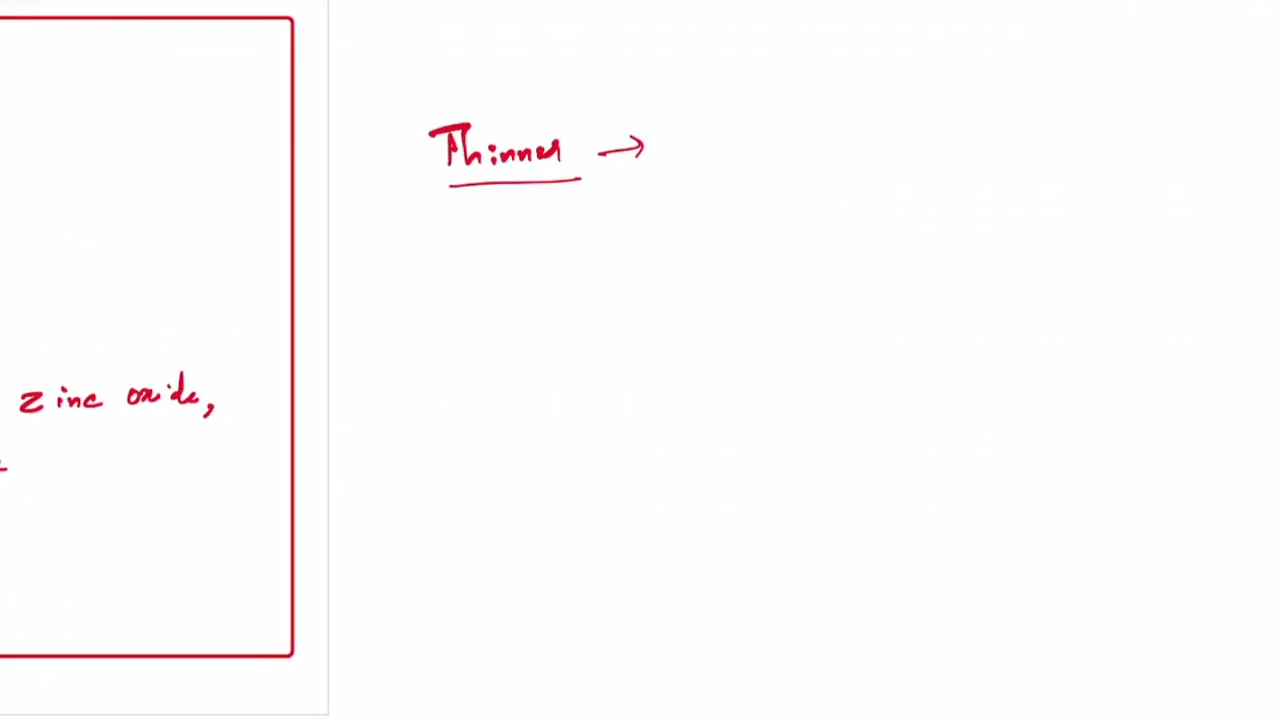 Thinner →
zinc oxide,